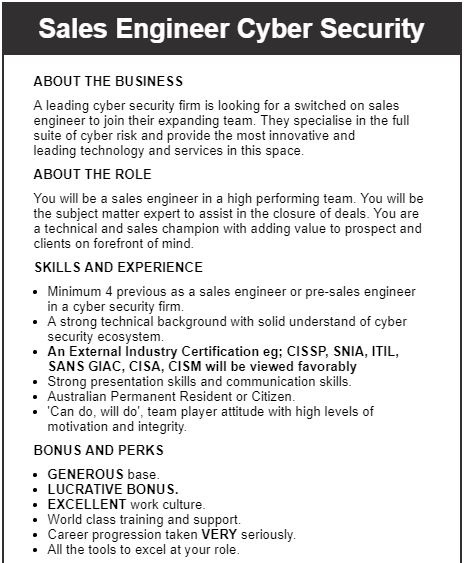 Sales Engineer Cyber Security
ABOUT THE BUSINESS
A leading cyber security firm is looking for a switched on sales
engineer to join their expanding team. They specialise in the full
suite of cyber risk and provide the most innovative and
leading technology and services in this space.
ABOUT THE ROLE
You will be a sales engineer in a high performing team. You will be
the subject matter expert to assist in the closure of deals. You are
a technical and sales champion with adding value to prospect and
clients on forefront of mind.
SKILLS AND EXPERIENCE
• Minimum 4 previous as a sales engineer or pre-sales engineer
in a cyber security firm.
• A strong technical background with solid understand of cyber
security ecosystem.
• An External Industry Certification eg; CISSP, SNIA, ITIL,
SANS GIAC, CISA, CISM will be viewed favorably
• Strong presentation skills and communication skills.
• Australian Permanent Resident or Citizen.
• 'Can do, will do', team player attitude with high levels of
motivation and integrity.
BONUS AND PERKS
• GENEROUS base.
• LUCRATIVE BONUS.
• EXCELLENT work culture.
• World class training and support.
• Career progression taken VERY seriously.
• All the tools to excel at your role.